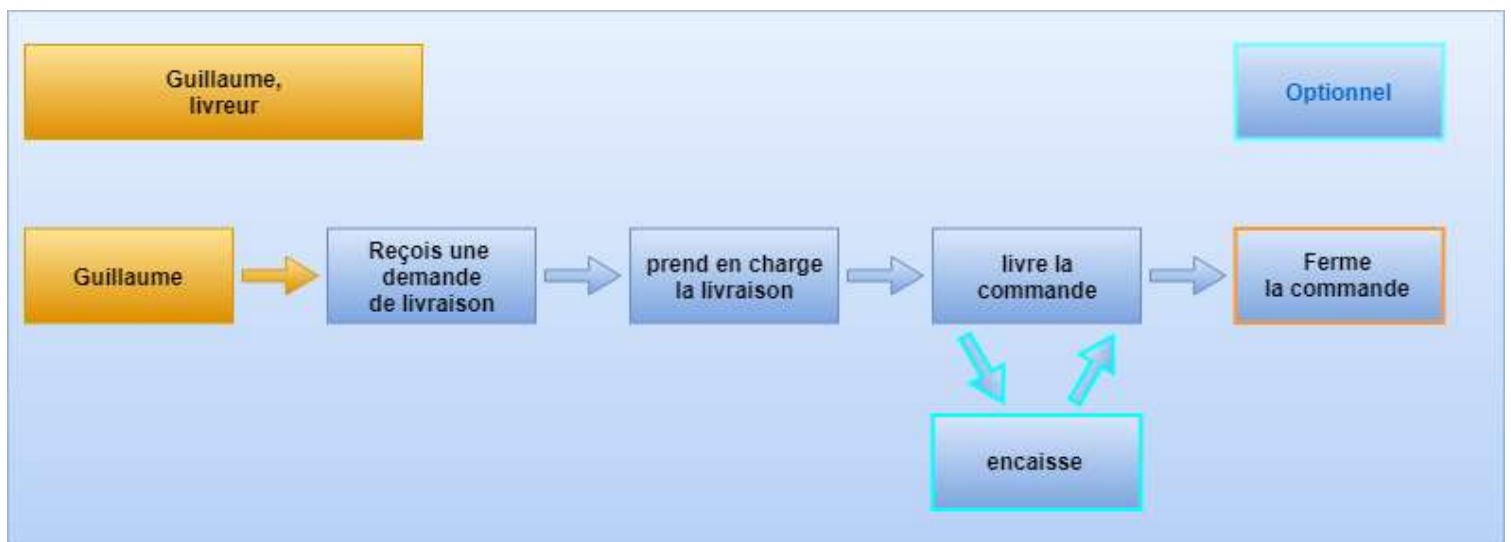 Guillaume,
livreur
Optionnel
Guillaume
Reçois une
demande
de livraison
prend en charge
la livraison
livre la
commande
Ferme
la commande
encaisse